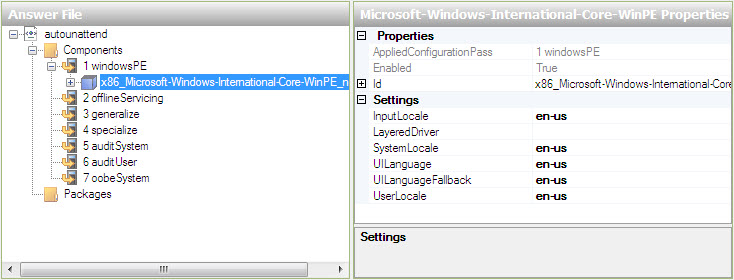 Answer File
autounattend
Components
1 windowsPE
x86_Microsoft-Windows-International-Core-WinPE_n
2 offlineServicing
3 generalize
4 specialize
5 auditSystem
6 auditUser
7 oobeSystem
Packages
Microsoft-Windows-International-Core-WinPE Properties
Properties
AppliedConfigurationPass 1 windowsPE
Enabled True
Id x86_Microsoft-Windows-International-Core
Settings
InputLocale en-us
LayeredDriver
SystemLocale en-us
UILanguage en-us
UILanguageFallback en-us
UserLocale en-us
Settings